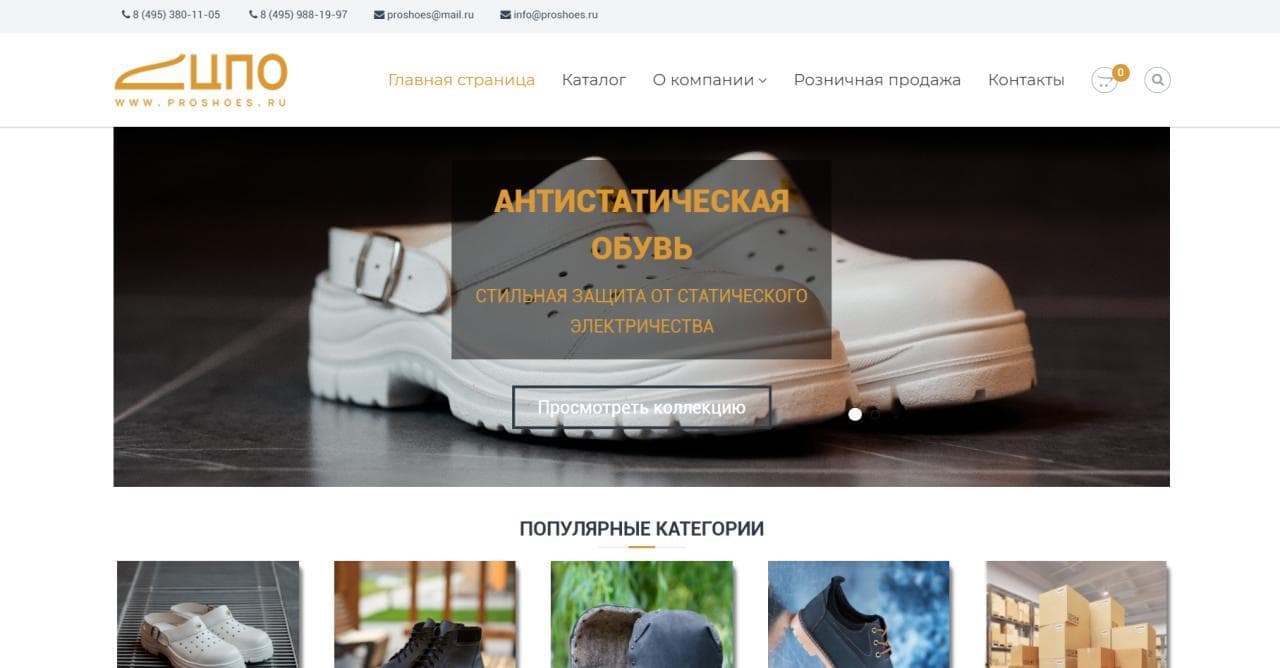 8 (495) 380-11-05 8 (495) 988-19-97 proshoes@mail.ru info@proshoes.ru
ЦПО
WWW.PROSHOES.RU
Главная страница Каталог О компании Розничная продажа Контакты 0
АНТИСТАТИЧЕСКАЯ
ОБУВЬ
СТИЛЬНАЯ ЗАЩИТА ОТ СТАТИЧЕСКОГО
ЭЛЕКТРИЧЕСТВА
Просмотреть коллекцию
ПОПУЛЯРНЫЕ КАТЕГОРИИ